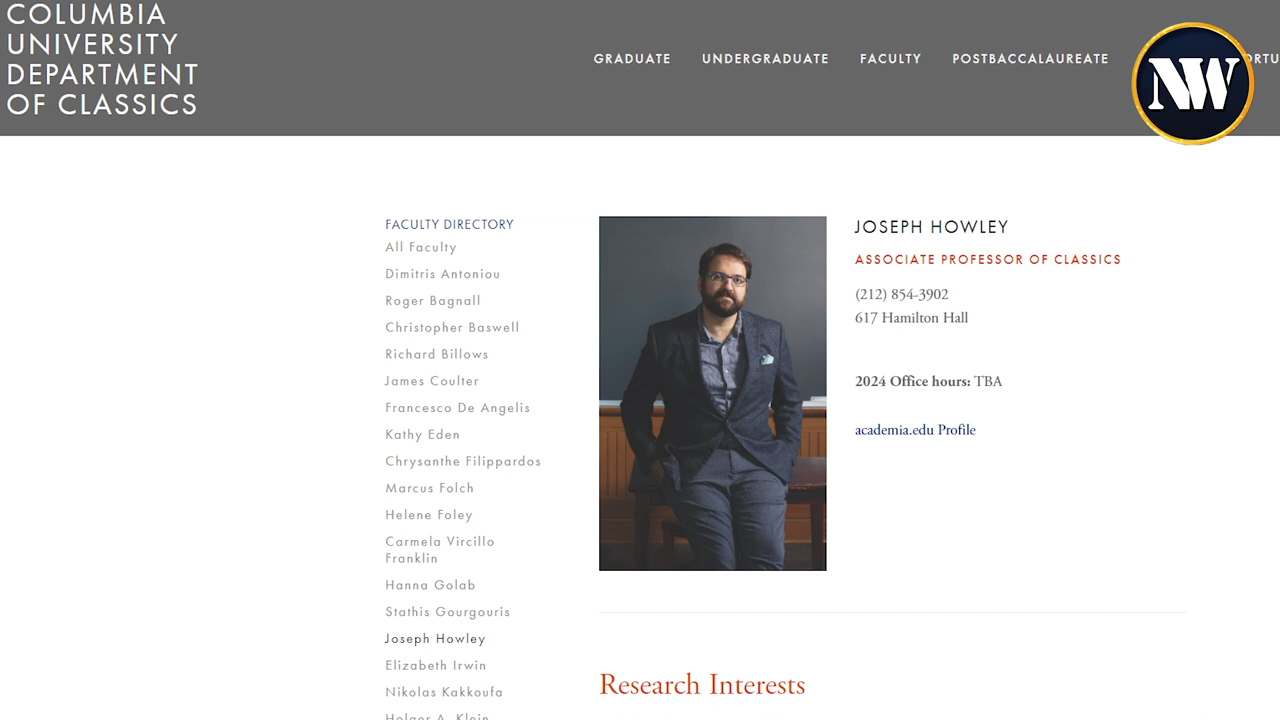 COLUMBIA
UNIVERSITY
DEPARTMENT
OF CLASSICS
GRADUATE UNDERGRADUATE FACULTY POSTBACCALAUREATE
NW
FACULTY DIRECTORY
All Faculty
Dimitris Antoniou
Roger Bagnall
Christopher Baswell
Richard Billows
James Coulter
Francesco De Angelis
Kathy Eden
Chrysanthe Filippardos
Marcus Folch
Helene Foley
Carmela Vircillo
Franklin
Hanna Golab
Stathis Gourgouris
Joseph Howley
Elizabeth Irwin
Nikolas Kakkoufa
Holger A. Klein
JOSEPH HOWLEY
ASSOCIATE PROFESSOR OF CLASSICS
(212) 854-3902
617 Hamilton Hall
2024 Office hours: TBA
academia.edu Profile
Research Interests